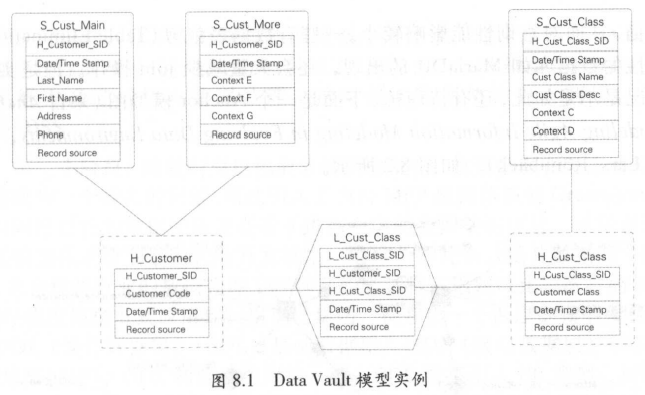 S_Cust_Main
H_Customer_SID
Date/Time Stamp
Last_Name
First Name
Address
Phone
Record source
S_Cust_More
H_Customer_SID
Date/Time Stamp
Context E
Context F
Context G
Record source
S_Cust_Class
H_Cust_Class_SID
Date/Time Stamp
Cust Class Name
Cust Class Desc
Context C
Context D
Record source
H_Customer
H_Customer_SID
Customer Code
Date/Time Stamp
Record source
L_Cust_Class
L_Cust_Class_SID
H_Customer_SID
H_Cust_Class_SID
Date/Time Stamp
Record source
H_Cust_Class
H_Cust_Class_SID
Customer Class
Date/Time Stamp
Record source
图 8.1 Data Vault 模型实例